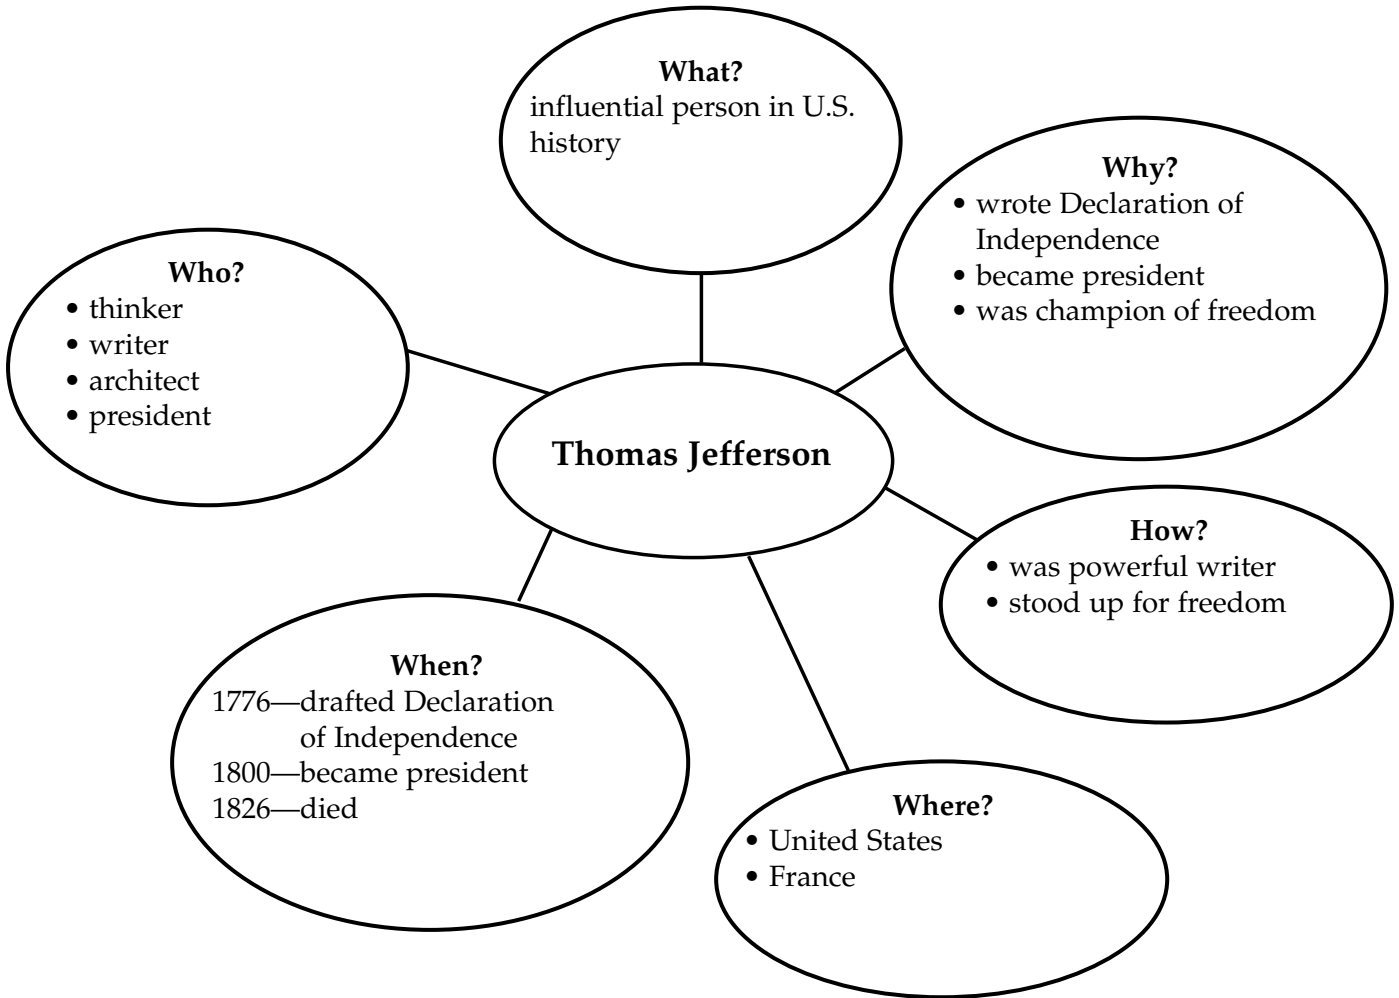 What?
influential person in U.S.
history
Why?
• wrote Declaration of
Independence
• became president
• was champion of freedom
Who?
• thinker
• writer
• architect
• president
Thomas Jefferson
How?
• was powerful writer
• stood up for freedom
When?
1776—drafted Declaration
of Independence
1800—became president
1826—died
Where?
• United States
• France